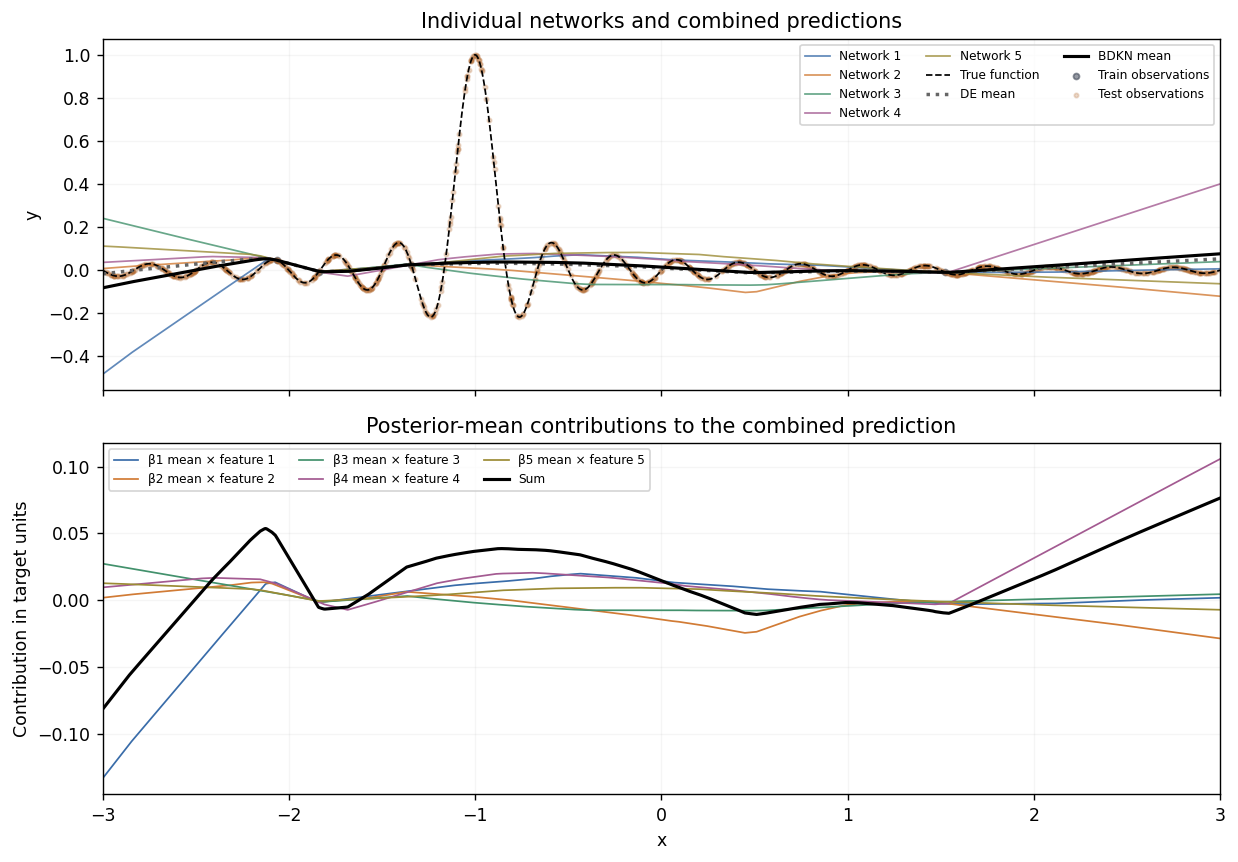 Individual networks and combined predictions
1.0
0.8
0.6
0.4
0.2
0.0
−0.2
−0.4
y
Network 1
Network 2
Network 3
Network 4
Network 5
True function
DE mean
BDKN mean
Train observations
Test observations
Posterior-mean contributions to the combined prediction
0.10
0.05
0.00
−0.05
−0.10
Contribution in target units
β1 mean × feature 1
β2 mean × feature 2
β3 mean × feature 3
β4 mean × feature 4
β5 mean × feature 5
Sum
−3 −2 −1 0 1 2 3
x